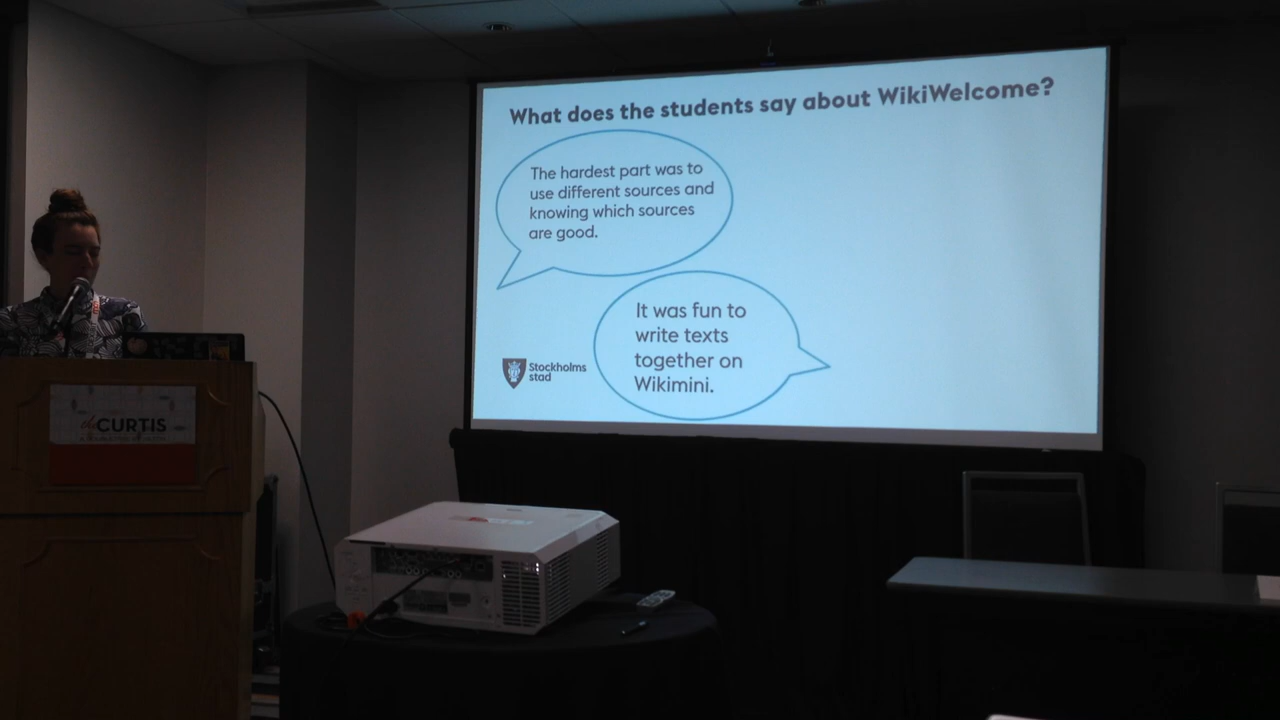 What does the students say about WikiWelcome?
The hardest part was to
use different sources and
knowing which sources
are good.
It was fun to
write texts
together on
Wikimini.
Stockholms
stad
the CURTIS